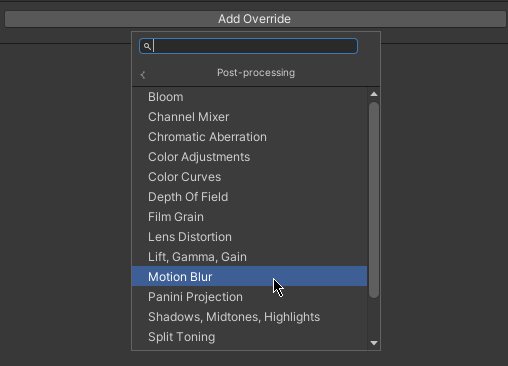 Add Override
Post-processing
Bloom
Channel Mixer
Chromatic Aberration
Color Adjustments
Color Curves
Depth Of Field
Film Grain
Lens Distortion
Lift, Gamma, Gain
Motion Blur
Panini Projection
Shadows, Midtones, Highlights
Split Toning